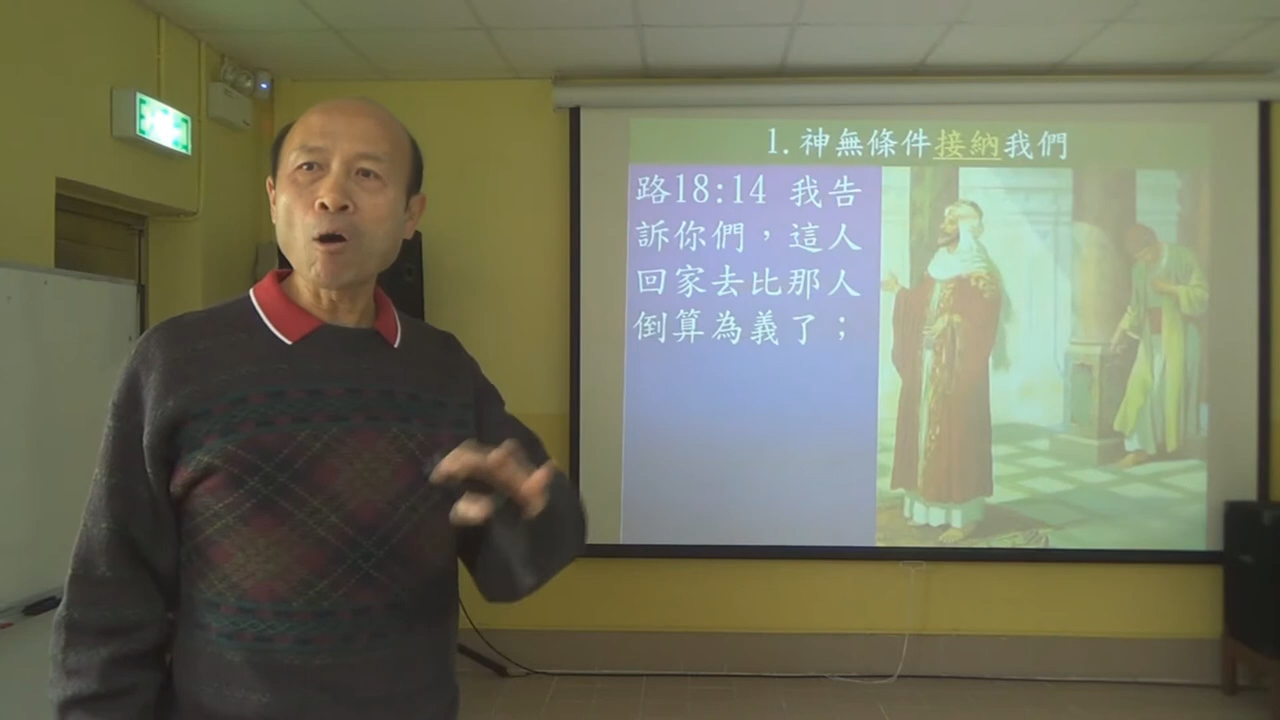 1.神無條件接納我們
路18:14 我告
訴你們，這人
回家去比那人
倒算為義了；